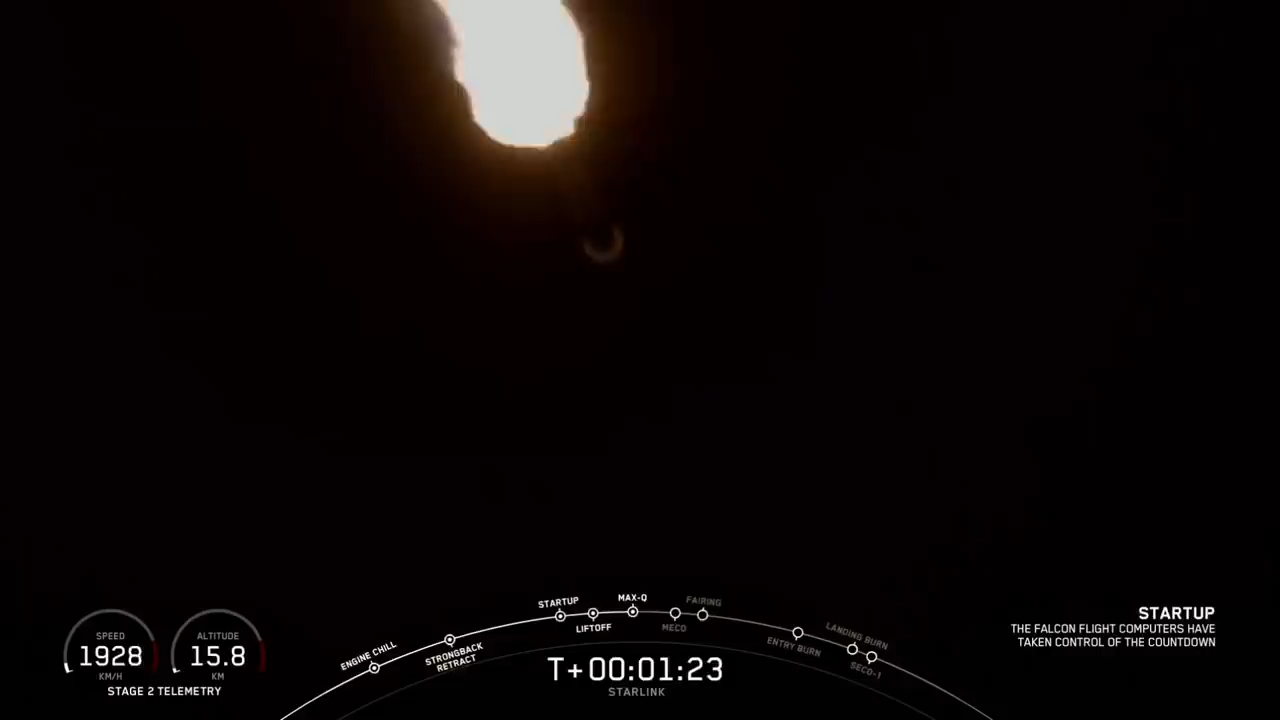 SPEED
1928
KM/H
ALTITUDE
15.8
KM
STAGE 2 TELEMETRY
ENGINE CHILL
STRONGBACK
RETRACT
STARTUP
LIFTOFF
MAX-Q
MECO
FAIRING
ENTRY BURN
LANDING BURN
SECO-1
T+00:01:23
STARLINK
STARTUP
THE FALCON FLIGHT COMPUTERS HAVE
TAKEN CONTROL OF THE COUNTDOWN